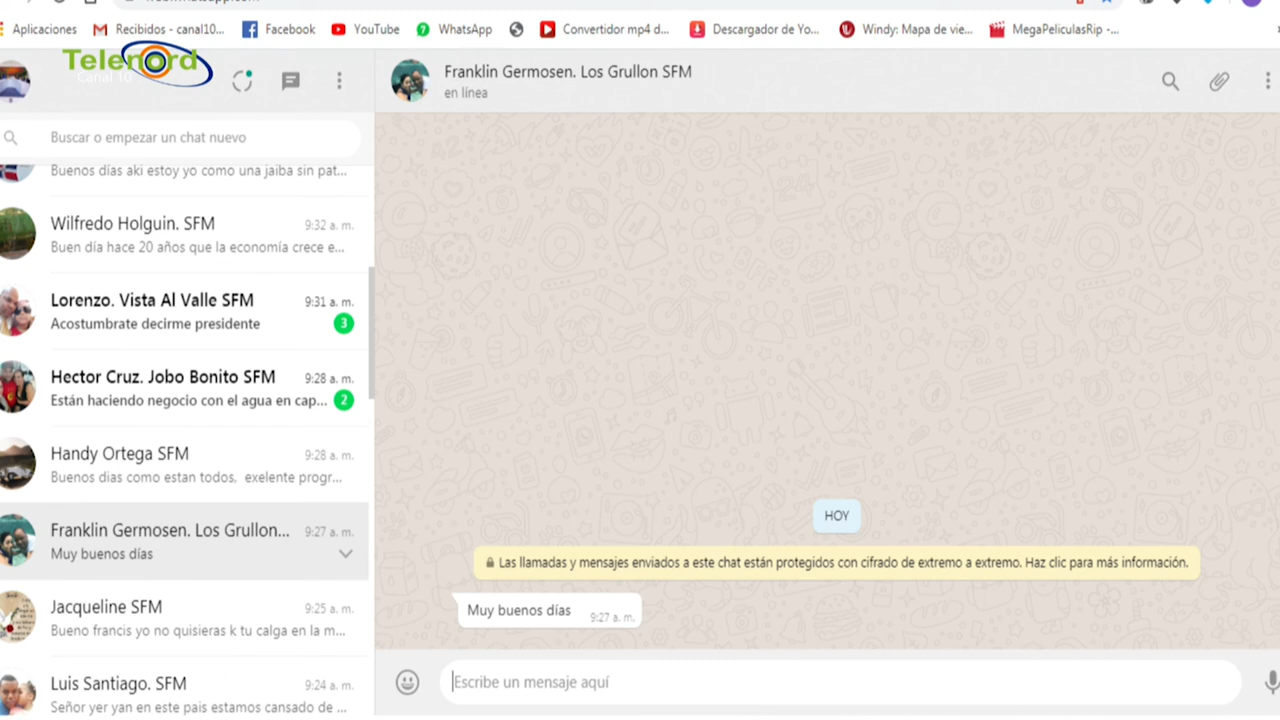 Aplicaciones
Recibidos - canal10...
Facebook
YouTube
WhatsApp
Convertidor mp4 d...
Descargador de Yo...
Windy: Mapa de vie...
MegaPeliculasRip -...
Telenord
Canal 10
Franklin Germosen. Los Grullon SFM
en línea
Buscar o empezar un chat nuevo
Buenos días aki estoy yo como una jaiba sin pat...
Wilfredo Holguin. SFM 9:32 a. m.
Buen día hace 20 años que la economía crece e...
Lorenzo. Vista Al Valle SFM 9:31 a. m.
Acostumbrate decirme presidente 3
Hector Cruz. Jobo Bonito SFM 9:28 a. m.
Están haciendo negocio con el agua en cap... 2
Handy Ortega SFM 9:28 a. m.
Buenos dias como estan todos, exelente progr...
Franklin Germosen. Los Grullon... 9:27 a. m.
Muy buenos días
Jacqueline SFM 9:25 a. m.
Bueno francis yo no quisieras k tu calga en la m...
Luis Santiago. SFM 9:24 a. m.
Señor yer yan en este pais estamos cansado de ...
HOY
Las llamadas y mensajes enviados a este chat están protegidos con cifrado de extremo a extremo. Haz clic para más información.
Muy buenos días 9:27 a. m.
Escribe un mensaje aquí